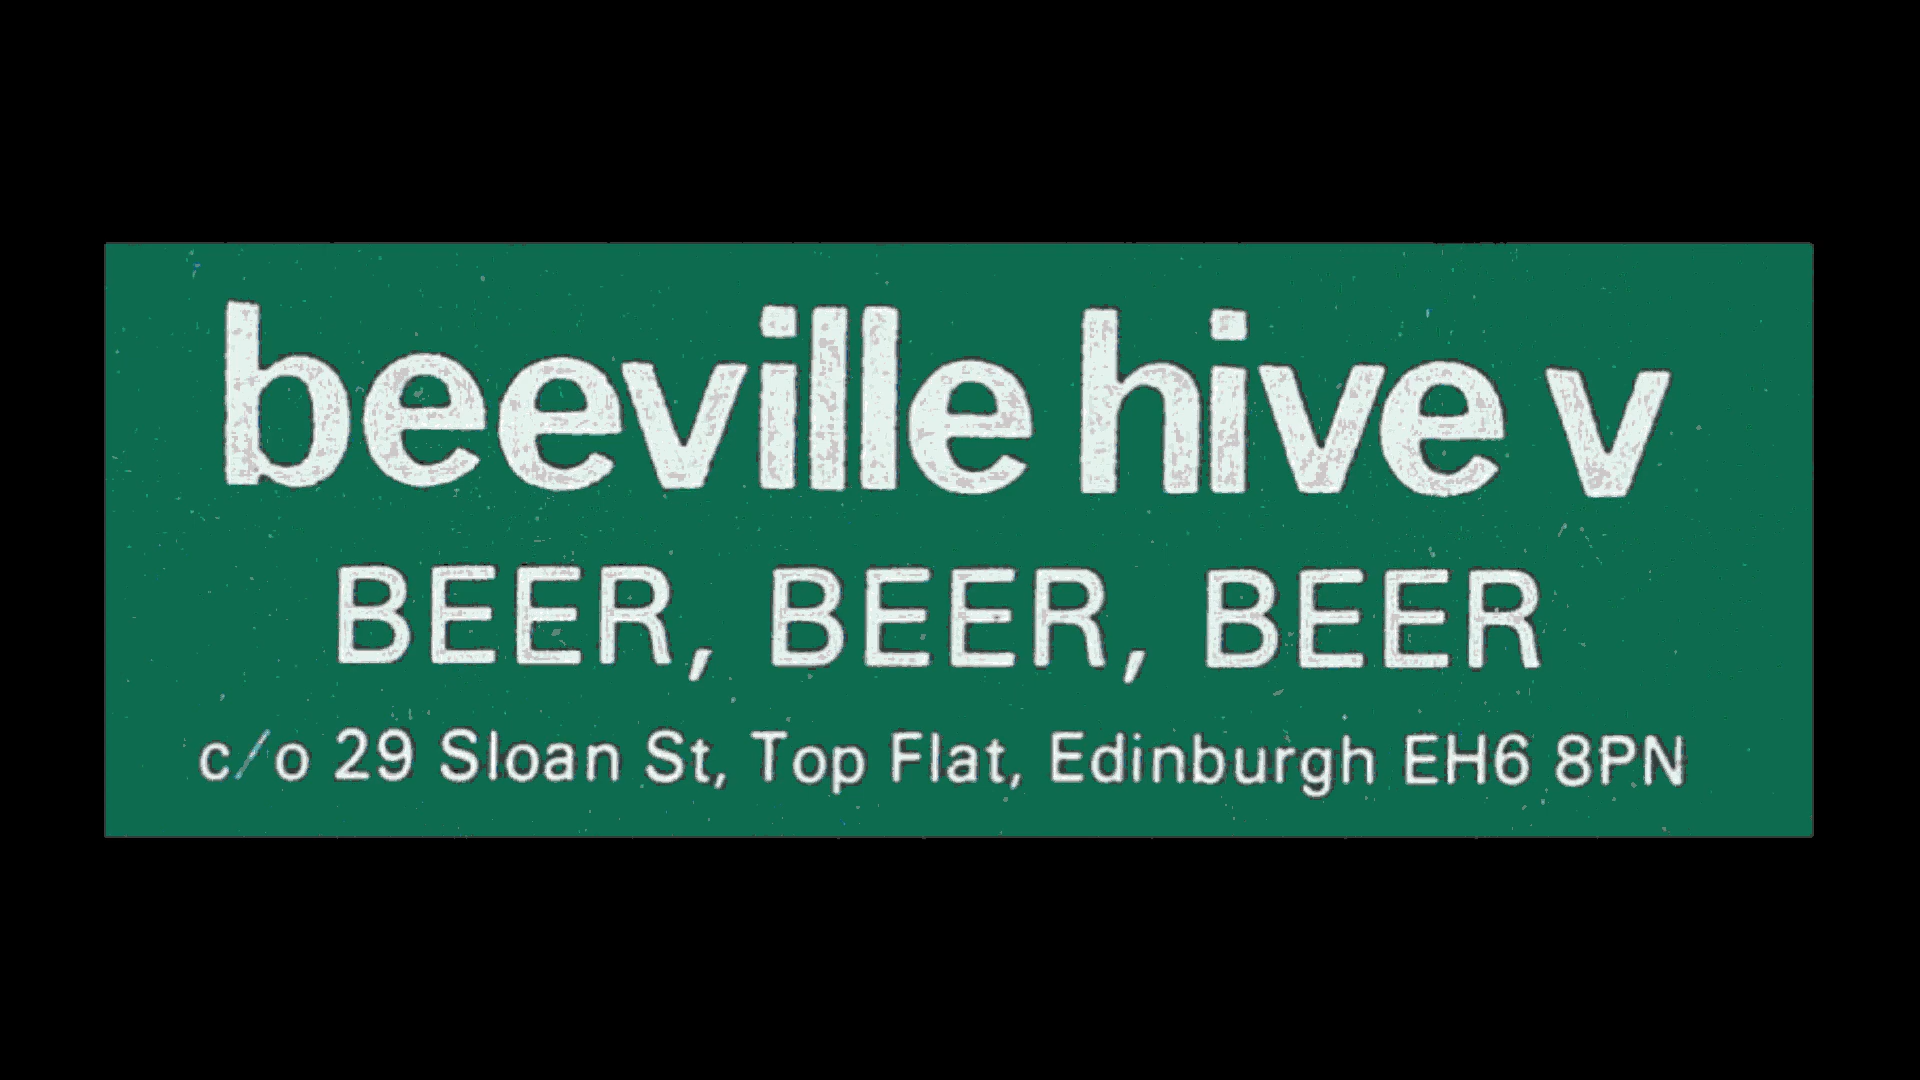 beeville hive v
BEER, BEER, BEER
c/o 29 Sloan St, Top Flat, Edinburgh EH6 8PN